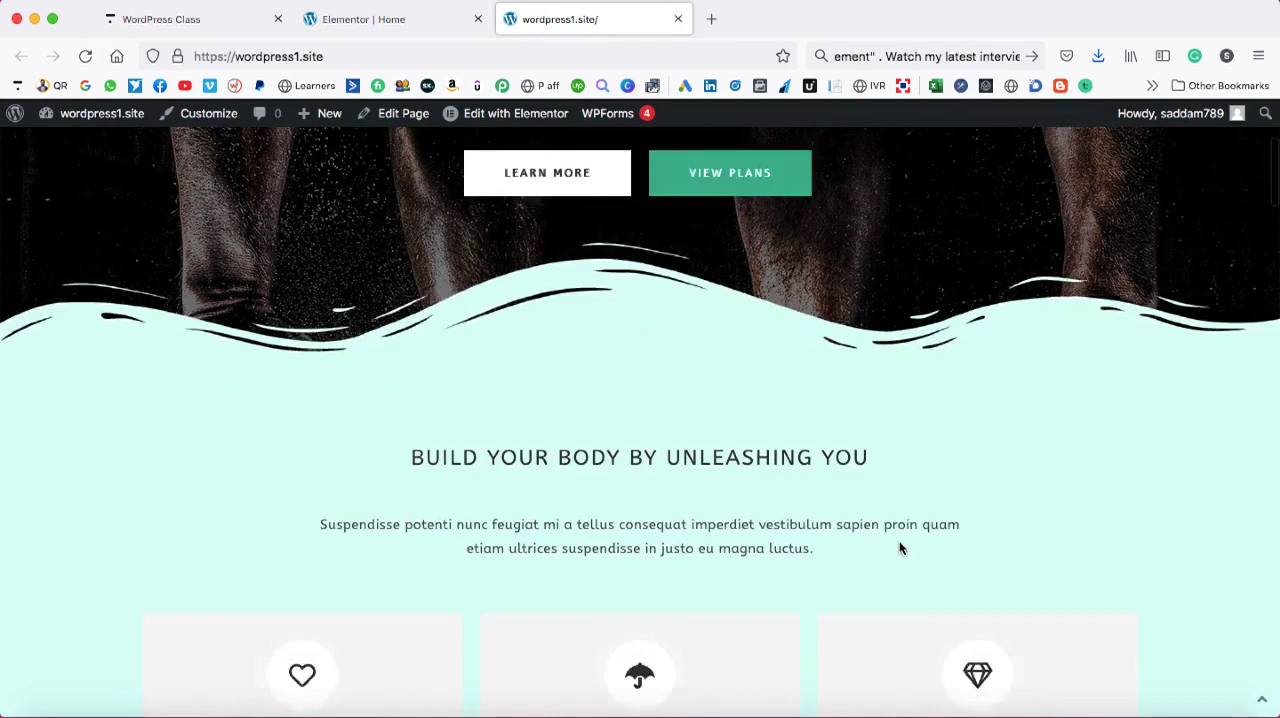 WordPress Class
Elementor | Home
wordpress1.site/
https://wordpress1.site
ement" . Watch my latest intervie
S
QR
Learners
P aff
IVR
Other Bookmarks
wordpress1.site
Customize
0
New
Edit Page
Edit with Elementor
WPForms 4
Howdy, saddam789
LEARN MORE
VIEW PLANS
BUILD YOUR BODY BY UNLEASHING YOU
Suspendisse potenti nunc feugiat mi a tellus consequat imperdiet vestibulum sapien proin quam
etiam ultrices suspendisse in justo eu magna luctus.